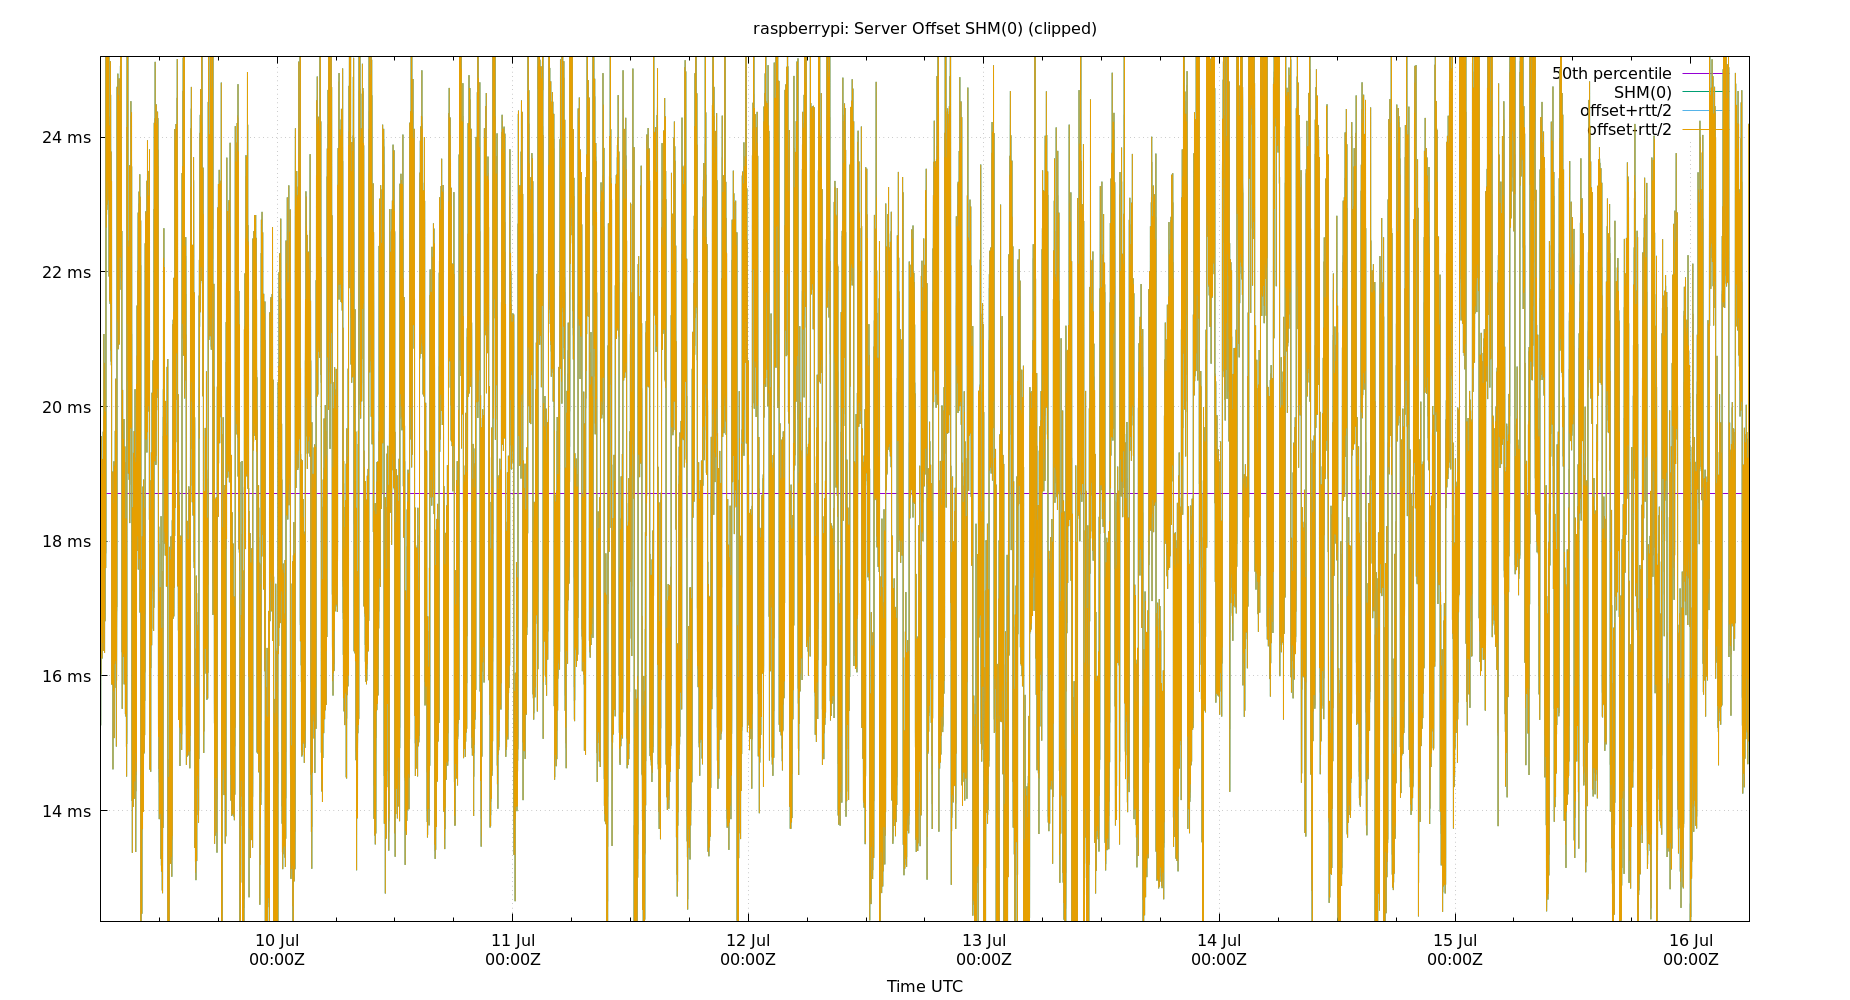 raspberrypi: Server Offset SHM(0) (clipped)
50th percentile
SHM(0)
offset+rtt/2
offset-rtt/2
24 ms
22 ms
20 ms
18 ms
16 ms
14 ms
10 Jul 11 Jul 12 Jul 13 Jul 14 Jul 15 Jul 16 Jul
00:00Z 00:00Z 00:00Z 00:00Z 00:00Z 00:00Z 00:00Z
Time UTC